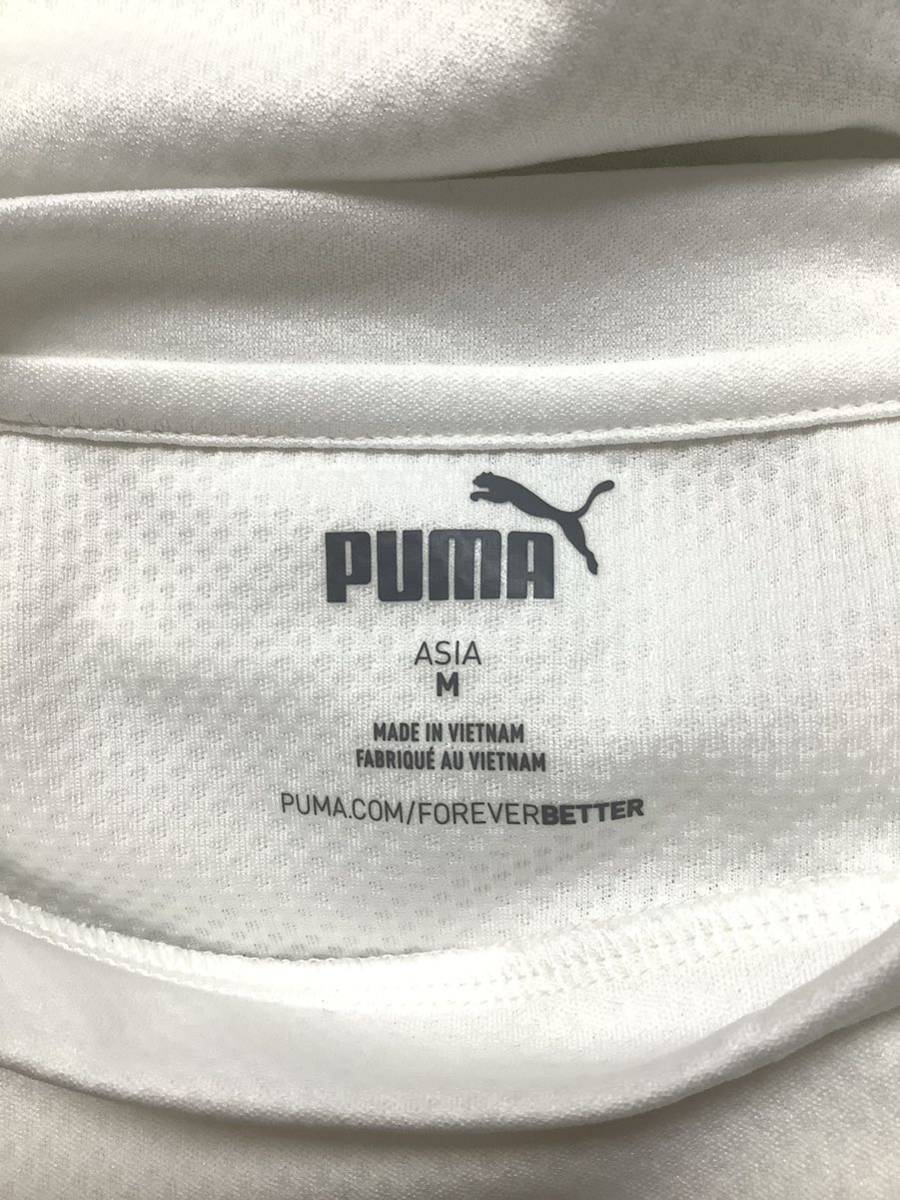 PUMA
ASIA
M
MADE IN VIETNAM
FABRIQUÉ AU VIETNAM
PUMA.COM/FOREVERBETTER